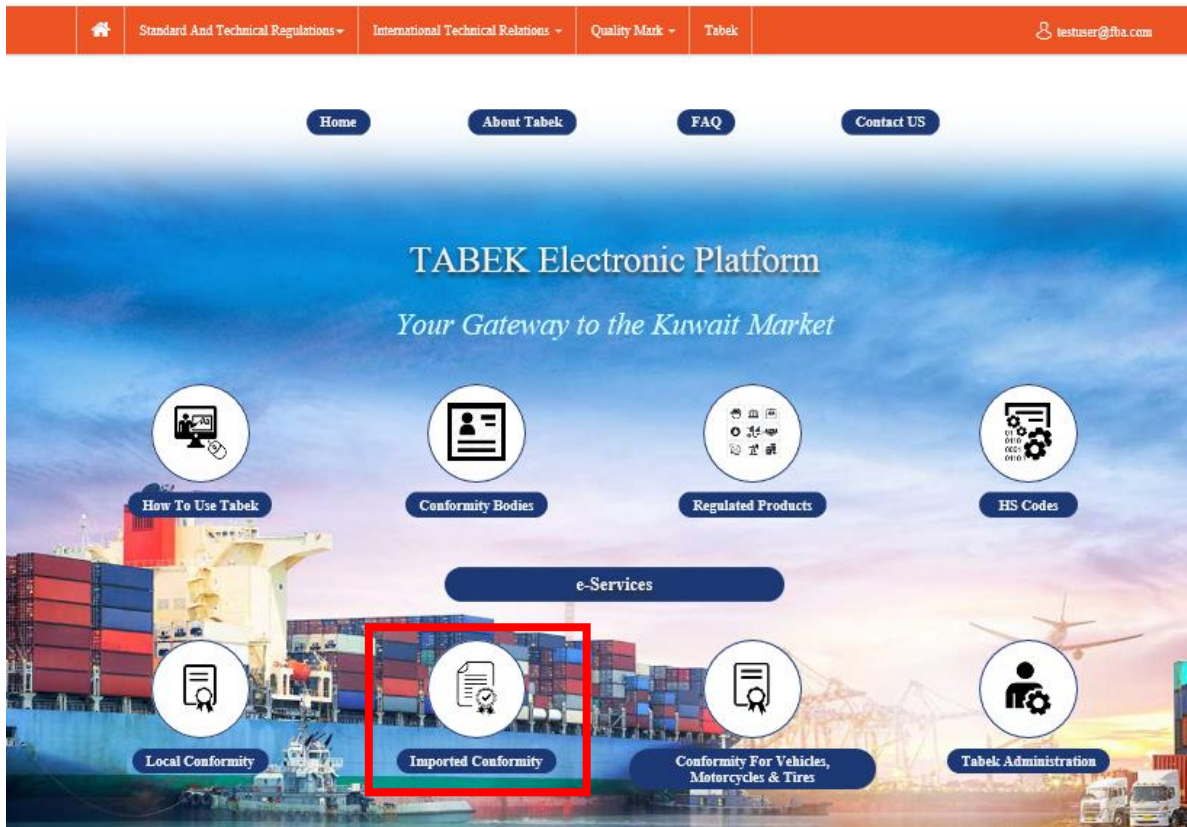 Standard And Technical Regulations
International Technical Relations
Quality Mark
Tabek
testuser@fba.com
Home
About Tabek
FAQ
Contact US
TABEK Electronic Platform
Your Gateway to the Kuwait Market
How To Use Tabek
Conformity Bodies
Regulated Products
HS Codes
e-Services
Local Conformity
Imported Conformity
Conformity For Vehicles,
Motorcycles & Tires
Tabek Administration